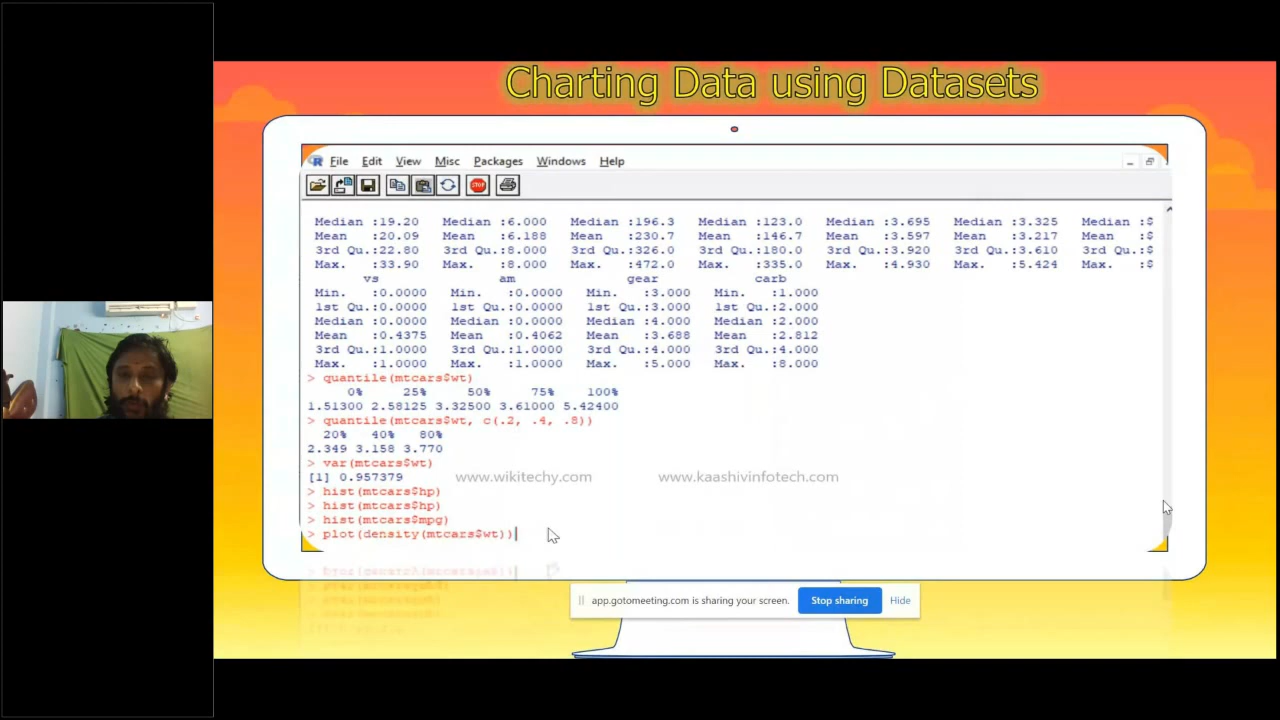 Charting Data using Datasets
File Edit View Misc Packages Windows Help
STOP
Median :19.20 Median :6.000 Median :196.3 Median :123.0 Median :3.695 Median :3.325 Median :$
Mean :20.09 Mean :6.188 Mean :230.7 Mean :146.7 Mean :3.597 Mean :3.217 Mean :$
3rd Qu.:22.80 3rd Qu.:8.000 3rd Qu.:326.0 3rd Qu.:180.0 3rd Qu.:3.920 3rd Qu.:3.610 3rd Qu.:$
Max. :33.90 Max. :8.000 Max. :472.0 Max. :335.0 Max. :4.930 Max. :5.424 Max. :$
vs am gear carb
Min. :0.0000 Min. :0.0000 Min. :3.000 Min. :1.000
1st Qu.:0.0000 1st Qu.:0.0000 1st Qu.:3.000 1st Qu.:2.000
Median :0.0000 Median :0.0000 Median :4.000 Median :2.000
Mean :0.4375 Mean :0.4062 Mean :3.688 Mean :2.812
3rd Qu.:1.0000 3rd Qu.:1.0000 3rd Qu.:4.000 3rd Qu.:4.000
Max. :1.0000 Max. :1.0000 Max. :5.000 Max. :8.000
> quantile(mtcars$wt)
0% 25% 50% 75% 100%
1.51300 2.58125 3.32500 3.61000 5.42400
> quantile(mtcars$wt, c(.2, .4, .8))
20% 40% 80%
2.349 3.158 3.770
> var(mtcars$wt)
[1] 0.957379 www.wikitechy.com www.kaashivinfotech.com
> hist(mtcars$hp)
> hist(mtcars$hp)
> hist(mtcars$mpg)
> plot(density(mtcars$wt))
app.gotomeeting.com is sharing your screen. Stop sharing Hide